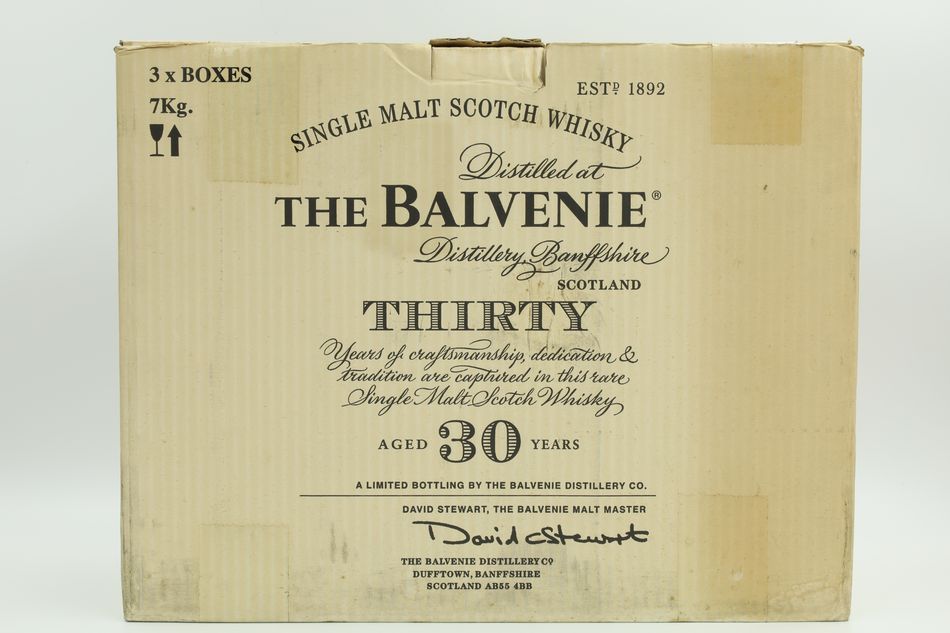 3 x BOXES
7Kg.
ESTD 1892
SINGLE MALT SCOTCH WHISKY
Distilled at
THE BALVENIE®
Distillery, Banffshire
SCOTLAND
THIRTY
Years of craftsmanship, dedication &
tradition are captured in this rare
Single Malt Scotch Whisky
AGED 30 YEARS
A LIMITED BOTTLING BY THE BALVENIE DISTILLERY CO.
DAVID STEWART, THE BALVENIE MALT MASTER
David C Stewart
THE BALVENIE DISTILLERY CO
DUFFTOWN, BANFFSHIRE
SCOTLAND AB55 4BB